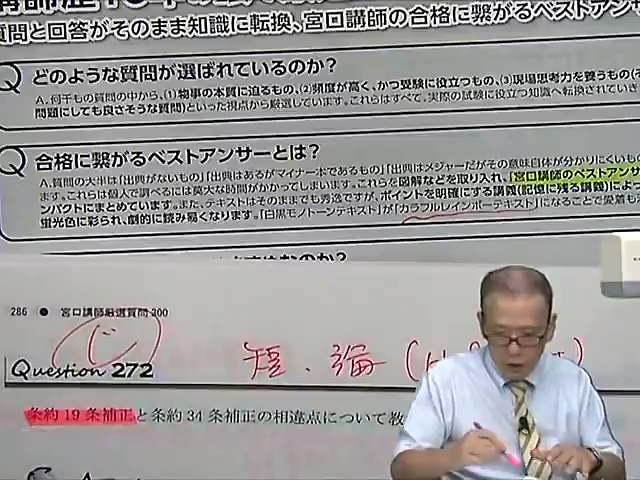 質問と回答がそのまま知識に転換、宮口講師の合格に繋がるベストアンサ
Q どのような質問が選ばれているのか?
A.何千もの質問の中から、(1)物事の本質に迫るもの、(2)頻度が高く、かつ受験に役立つもの、(3)現場思考力を養うもの(
問題にしても良さそうな質問)といった視点から厳選しています。これらはすべて、実際の試験に役立つ知識へ転換されていき
Q 合格に繋がるベストアンサーとは?
A.質問の大半は「出典がないもの」「出典はあるがマイナー本であるもの」「出典はメジャーだがその意味自体が分かりにくいもの
ます。これらは個人で調べるには莫大な時間がかかってしまいます。これらを図解などを取り入れ、「宮口講師のベストアンサ
ンパクトにまとめています。また、テキストはそのままでも秀逸ですが、ポイントを明確にする講義(記憶に残る講義)によっ
蛍光色に彩られ、劇的に読み易くなります。「白黒モノトーンテキスト」が「カラフルレインボーテキスト」になることで愛着も
286 ● 宮口講師厳選質問 300
短・論
Question 272
条約19条補正と条約34条補正の相違点について教